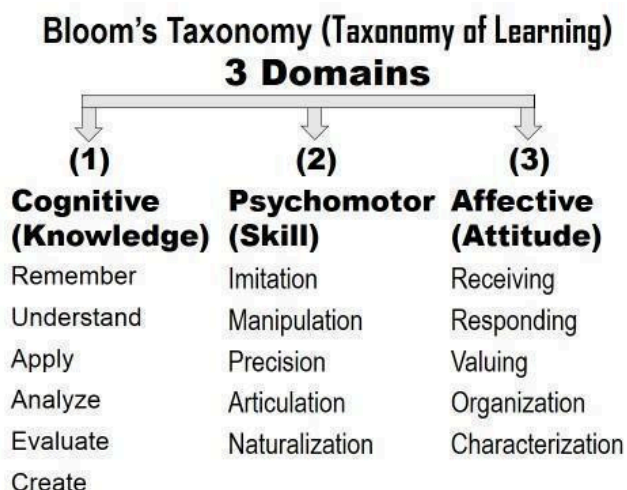 Bloom's Taxonomy (Taxonomy of Learning)
3 Domains
(1)
(2)
(3)
Cognitive
(Knowledge)
Remember
Understand
Apply
Analyze
Evaluate
Create
Psychomotor
(Skill)
Imitation
Manipulation
Precision
Articulation
Naturalization
Affective
(Attitude)
Receiving
Responding
Valuing
Organization
Characterization